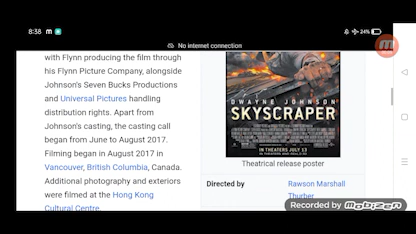 8:38
24%
No internet connection
with Flynn producing the film through
his Flynn Picture Company, alongside
Johnson's Seven Bucks Productions
and Universal Pictures handling
distribution rights. Apart from
Johnson's casting, the casting call
began from June to August 2017.
Filming began in August 2017 in
Vancouver, British Columbia, Canada.
Additional photography and exteriors
were filmed at the Hong Kong
Cultural Centre.
DWAYNE JOHNSON
SKYSCRAPER
IN THEATERS JULY 13
Theatrical release poster
Directed by
Rawson Marshall
Thurber
Recorded by mobizen